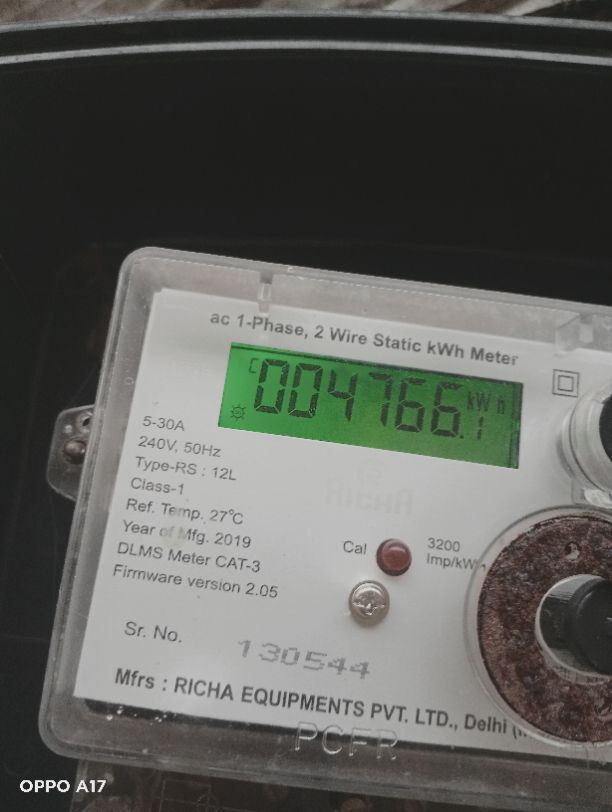 ac 1-Phase, 2 Wire Static kWh Meter
C 004766.1 kWh
5-30A
240V, 50Hz
Type-RS : 12L
Class-1
Ref. Temp. 27°C
Year of Mfg. 2019
DLMS Meter CAT-3
Firmware version 2.05
RICHA
Cal
3200
Imp/kW
Sr. No.
130544
Mfrs : RICHA EQUIPMENTS PVT. LTD., Delhi
PCFR
OPPO A17